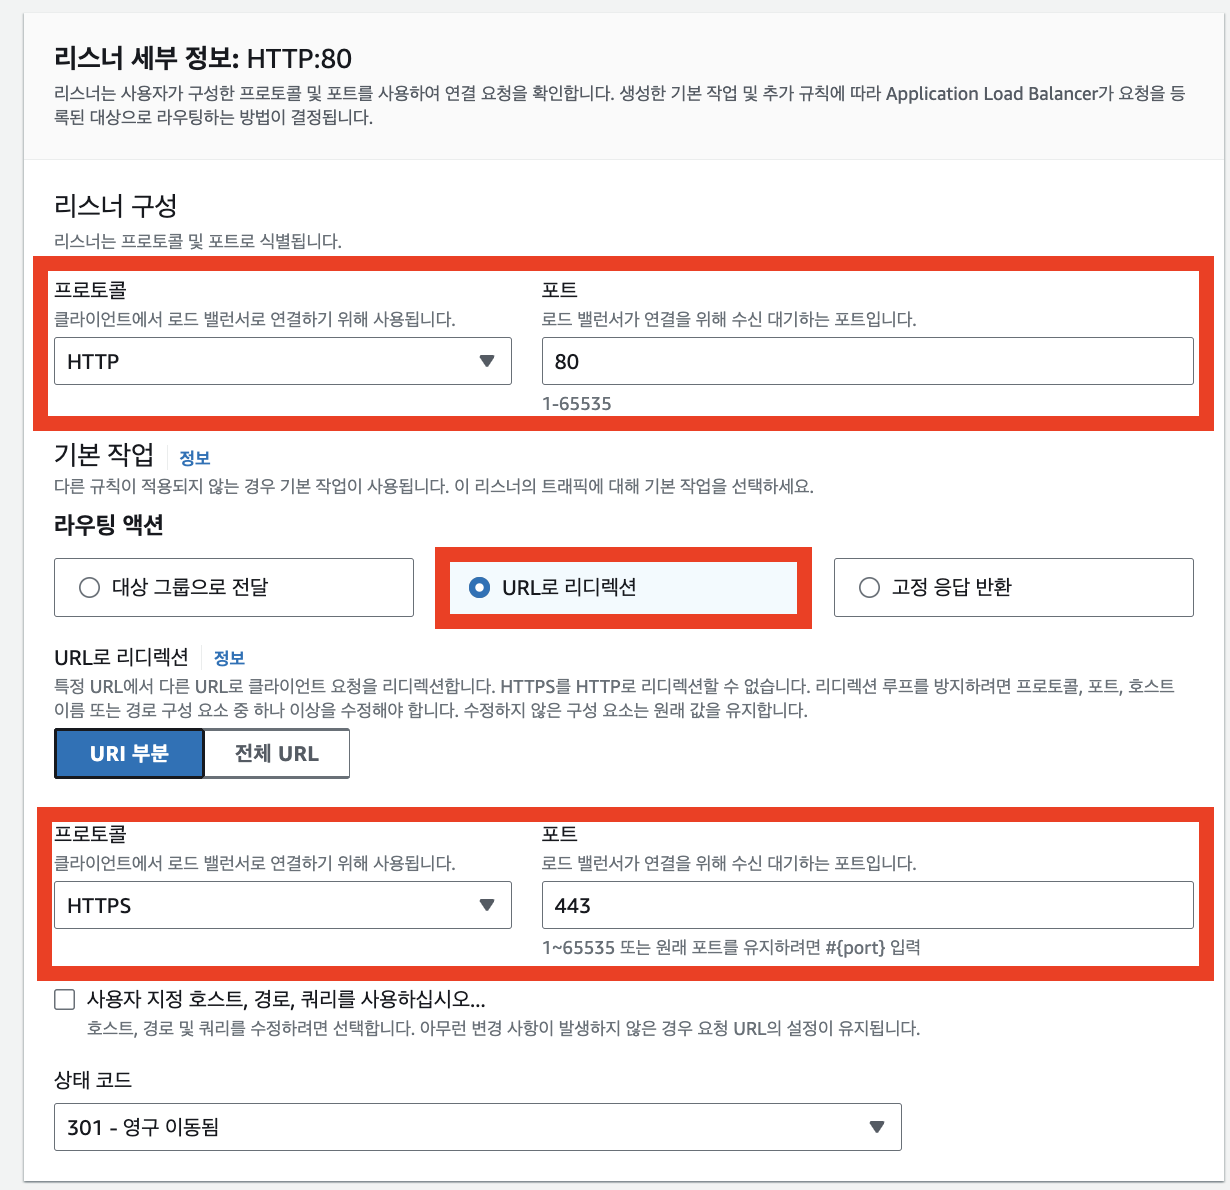 리스너 세부 정보: HTTP:80
리스너는 사용자가 구성한 프로토콜 및 포트를 사용하여 연결 요청을 확인합니다. 생성한 기본 작업 및 추가 규칙에 따라 Application Load Balancer가 요청을 등
록된 대상으로 라우팅하는 방법이 결정됩니다.
리스너 구성
리스너는 프로토콜 및 포트로 식별됩니다.
프로토콜
클라이언트에서 로드 밸런서로 연결하기 위해 사용됩니다.
HTTP
포트
로드 밸런서가 연결을 위해 수신 대기하는 포트입니다.
80
1-65535
기본 작업 정보
다른 규칙이 적용되지 않는 경우 기본 작업이 사용됩니다. 이 리스너의 트래픽에 대해 기본 작업을 선택하세요.
라우팅 액션
대상 그룹으로 전달
URL로 리디렉션
고정 응답 반환
URL로 리디렉션 정보
특정 URL에서 다른 URL로 클라이언트 요청을 리디렉션합니다. HTTPS를 HTTP로 리디렉션할 수 없습니다. 리디렉션 루프를 방지하려면 프로토콜, 포트, 호스트
이름 또는 경로 구성 요소 중 하나 이상을 수정해야 합니다. 수정하지 않은 구성 요소는 원래 값을 유지합니다.
URI 부분
전체 URL
프로토콜
클라이언트에서 로드 밸런서로 연결하기 위해 사용됩니다.
HTTPS
포트
로드 밸런서가 연결을 위해 수신 대기하는 포트입니다.
443
1~65535 또는 원래 포트를 유지하려면 #{port} 입력
사용자 지정 호스트, 경로, 쿼리를 사용하십시오...
호스트, 경로 및 쿼리를 수정하려면 선택합니다. 아무런 변경 사항이 발생하지 않은 경우 요청 URL의 설정이 유지됩니다.
상태 코드
301 - 영구 이동됨